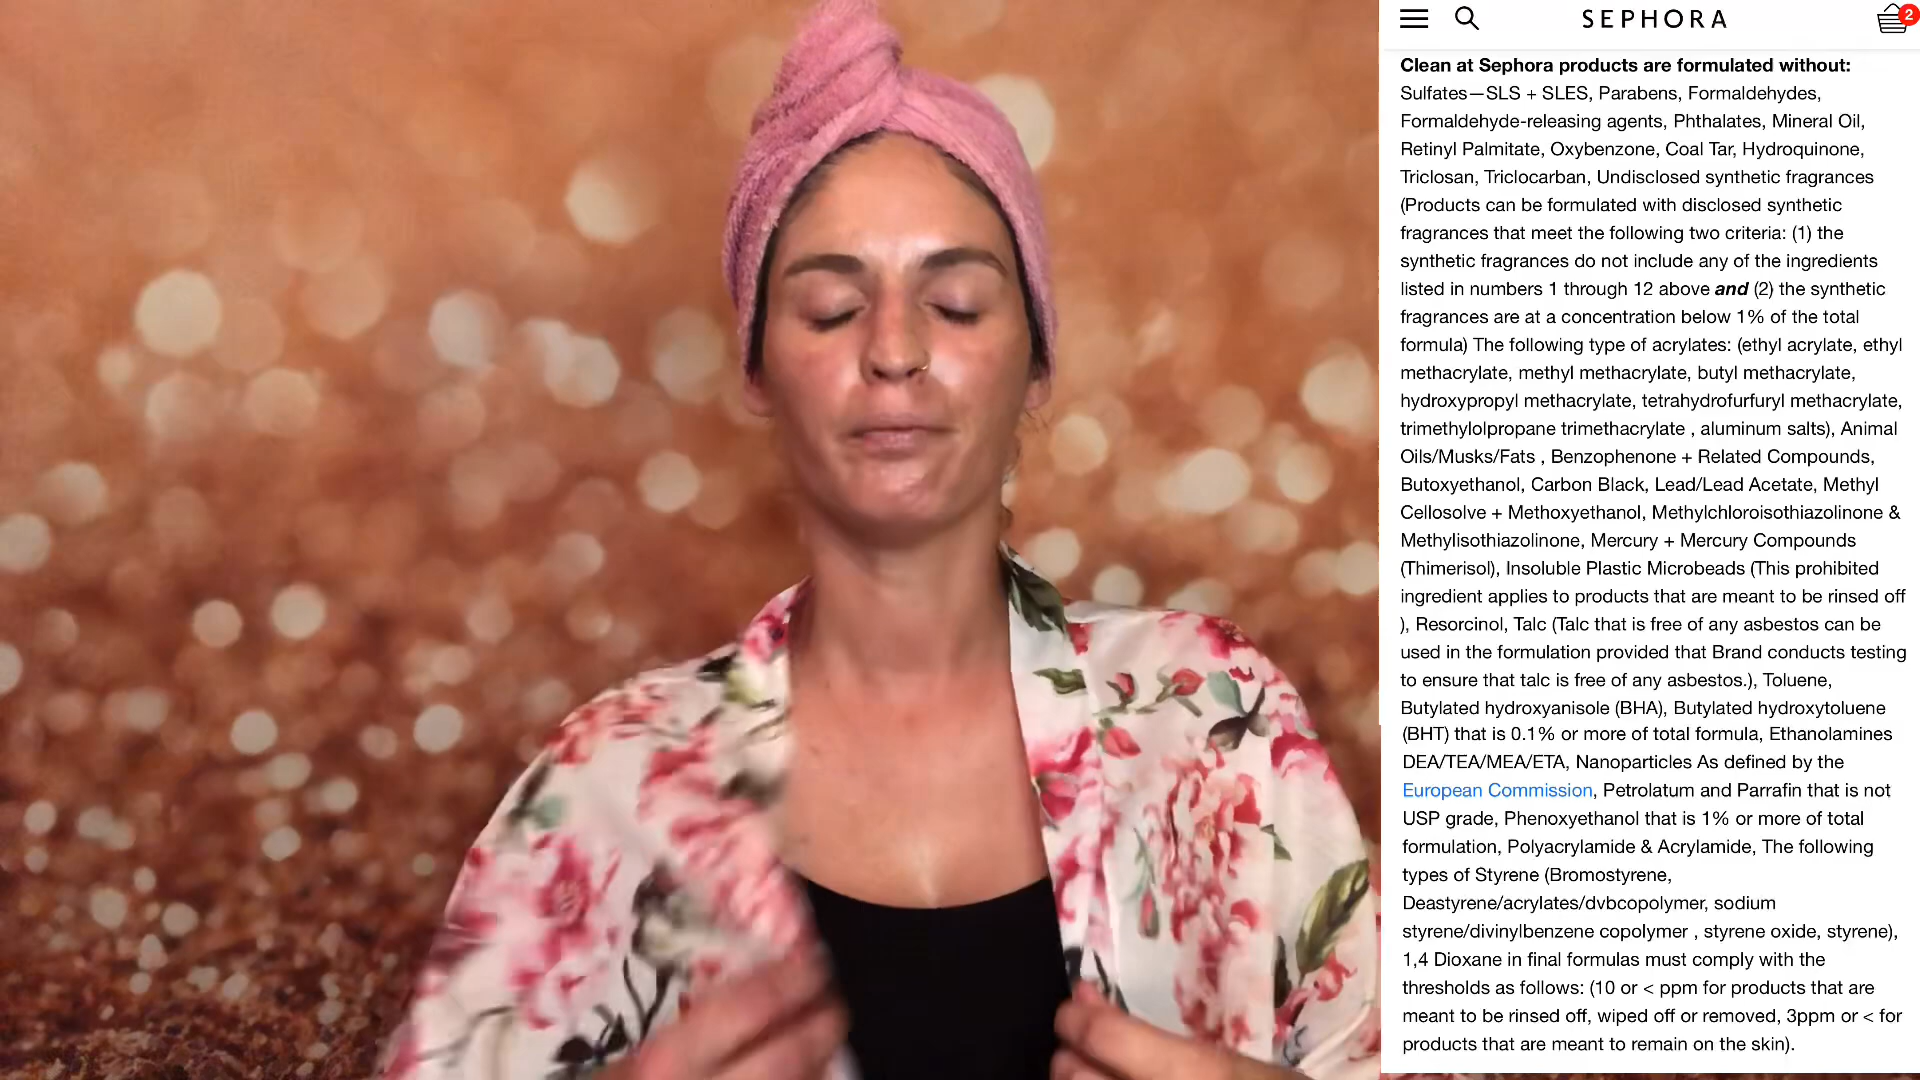 SEPHORA
2
Clean at Sephora products are formulated without:
Sulfates—SLS + SLES, Parabens, Formaldehydes,
Formaldehyde-releasing agents, Phthalates, Mineral Oil,
Retinyl Palmitate, Oxybenzone, Coal Tar, Hydroquinone,
Triclosan, Triclocarban, Undisclosed synthetic fragrances
(Products can be formulated with disclosed synthetic
fragrances that meet the following two criteria: (1) the
synthetic fragrances do not include any of the ingredients
listed in numbers 1 through 12 above and (2) the synthetic
fragrances are at a concentration below 1% of the total
formula) The following type of acrylates: (ethyl acrylate, ethyl
methacrylate, methyl methacrylate, butyl methacrylate,
hydroxypropyl methacrylate, tetrahydrofurfuryl methacrylate,
trimethylolpropane trimethacrylate , aluminum salts), Animal
Oils/Musks/Fats , Benzophenone + Related Compounds,
Butoxyethanol, Carbon Black, Lead/Lead Acetate, Methyl
Cellosolve + Methoxyethanol, Methylchloroisothiazolinone &
Methylisothiazolinone, Mercury + Mercury Compounds
(Thimerisol), Insoluble Plastic Microbeads (This prohibited
ingredient applies to products that are meant to be rinsed off
), Resorcinol, Talc (Talc that is free of any asbestos can be
used in the formulation provided that Brand conducts testing
to ensure that talc is free of any asbestos.), Toluene,
Butylated hydroxyanisole (BHA), Butylated hydroxytoluene
(BHT) that is 0.1% or more of total formula, Ethanolamines
DEA/TEA/MEA/ETA, Nanoparticles As defined by the
European Commission, Petrolatum and Parrafin that is not
USP grade, Phenoxyethanol that is 1% or more of total
formulation, Polyacrylamide & Acrylamide, The following
types of Styrene (Bromostyrene,
Deastyrene/acrylates/dvbcopolymer, sodium
styrene/divinylbenzene copolymer , styrene oxide, styrene),
1,4 Dioxane in final formulas must comply with the
thresholds as follows: (10 or < ppm for products that are
meant to be rinsed off, wiped off or removed, 3ppm or < for
products that are meant to remain on the skin).